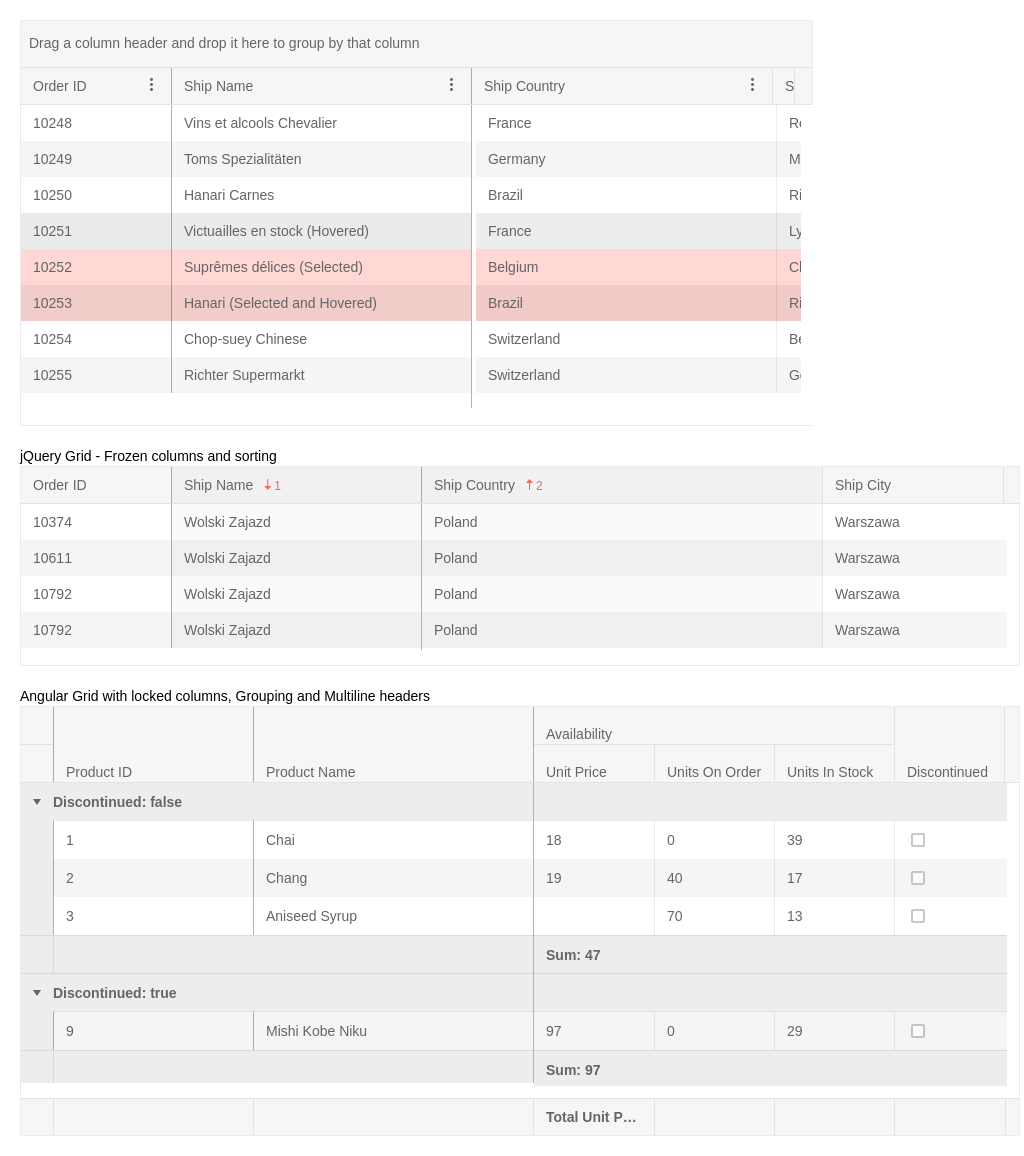 Drag a column header and drop it here to group by that column
Order ID Ship Name Ship Country S
10248 Vins et alcools Chevalier France
10249 Toms Spezialitäten Germany M
10250 Hanari Carnes Brazil Ri
10251 Victuailles en stock (Hovered) France Ly
10252 Suprêmes délices (Selected) Belgium
10253 Hanari (Selected and Hovered) Brazil Ri
10254 Chop-suey Chinese Switzerland
10255 Richter Supermarkt Switzerland
jQuery Grid - Frozen columns and sorting
Order ID Ship Name 1 Ship Country 2 Ship City
10374 Wolski Zajazd Poland Warszawa
10611 Wolski Zajazd Poland Warszawa
10792 Wolski Zajazd Poland Warszawa
10792 Wolski Zajazd Poland Warszawa
Angular Grid with locked columns, Grouping and Multiline headers
Availability
Product ID Product Name Unit Price Units On Order Units In Stock Discontinued
Discontinued: false
1 Chai 18 0 39
2 Chang 19 40 17
3 Aniseed Syrup 70 13
Sum: 47
Discontinued: true
9 Mishi Kobe Niku 97 0 29
Sum: 97
Total Unit P...